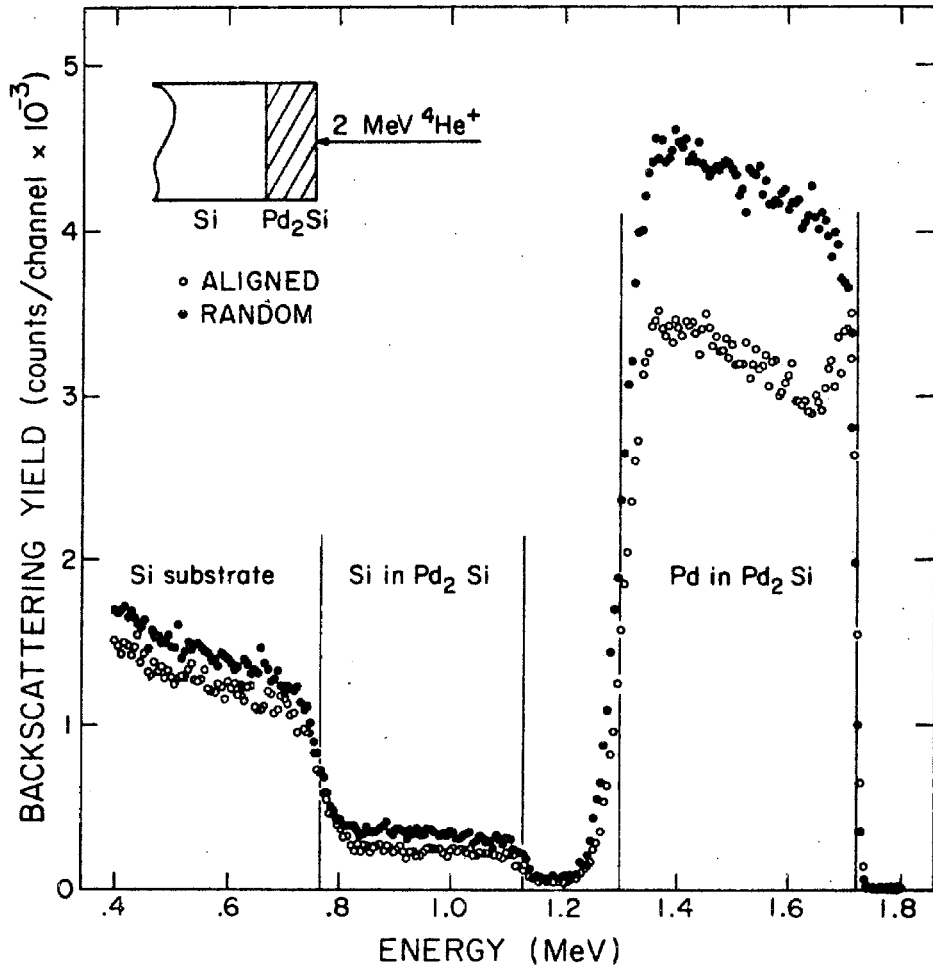 BACKSCATTERING YIELD (counts/channel × 10⁻³)
5
4
3
2
1
0
2 MeV ⁴He⁺
Si
Pd₂Si
ALIGNED
RANDOM
Si substrate
Si in Pd₂ Si
Pd in Pd₂ Si
.4
.6
.8
1.0
1.2
1.4
1.6
1.8
ENERGY (MeV)